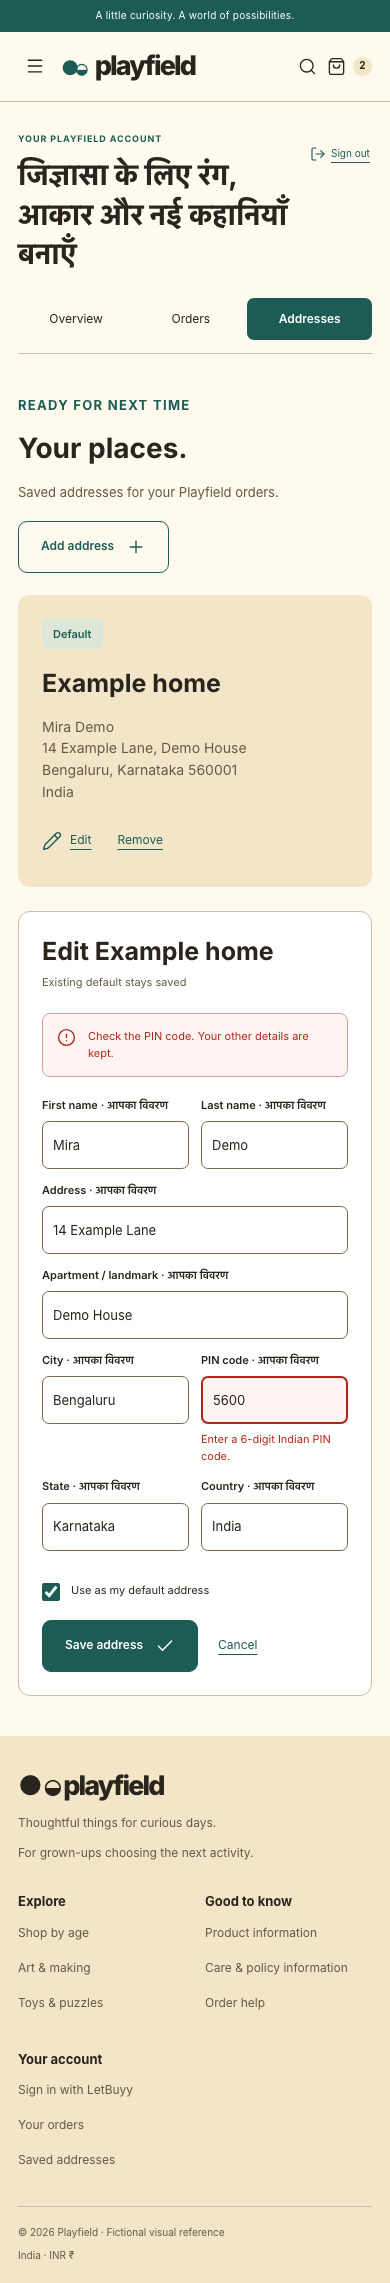 A little curiosity. A world of possibilities.
playfield
2
YOUR PLAYFIELD ACCOUNT
Sign out
जिज्ञासा के लिए रंग,
आकार और नई कहानियाँ
बनाएँ
Overview
Orders
Addresses
READY FOR NEXT TIME
Your places.
Saved addresses for your Playfield orders.
Add address
Default
Example home
Mira Demo
14 Example Lane, Demo House
Bengaluru, Karnataka 560001
India
Edit
Remove
Edit Example home
Existing default stays saved
Check the PIN code. Your other details are
kept.
First name · आपका विवरण
Last name · आपका विवरण
Mira
Demo
Address · आपका विवरण
14 Example Lane
Apartment / landmark · आपका विवरण
Demo House
City · आपका विवरण
PIN code · आपका विवरण
Bengaluru
5600
Enter a 6-digit Indian PIN
code.
State · आपका विवरण
Country · आपका विवरण
Karnataka
India
Use as my default address
Save address
Cancel
playfield
Thoughtful things for curious days.
For grown-ups choosing the next activity.
Explore
Good to know
Shop by age
Product information
Art & making
Care & policy information
Toys & puzzles
Order help
Your account
Sign in with LetBuyy
Your orders
Saved addresses
© 2026 Playfield · Fictional visual reference
India · INR ₹